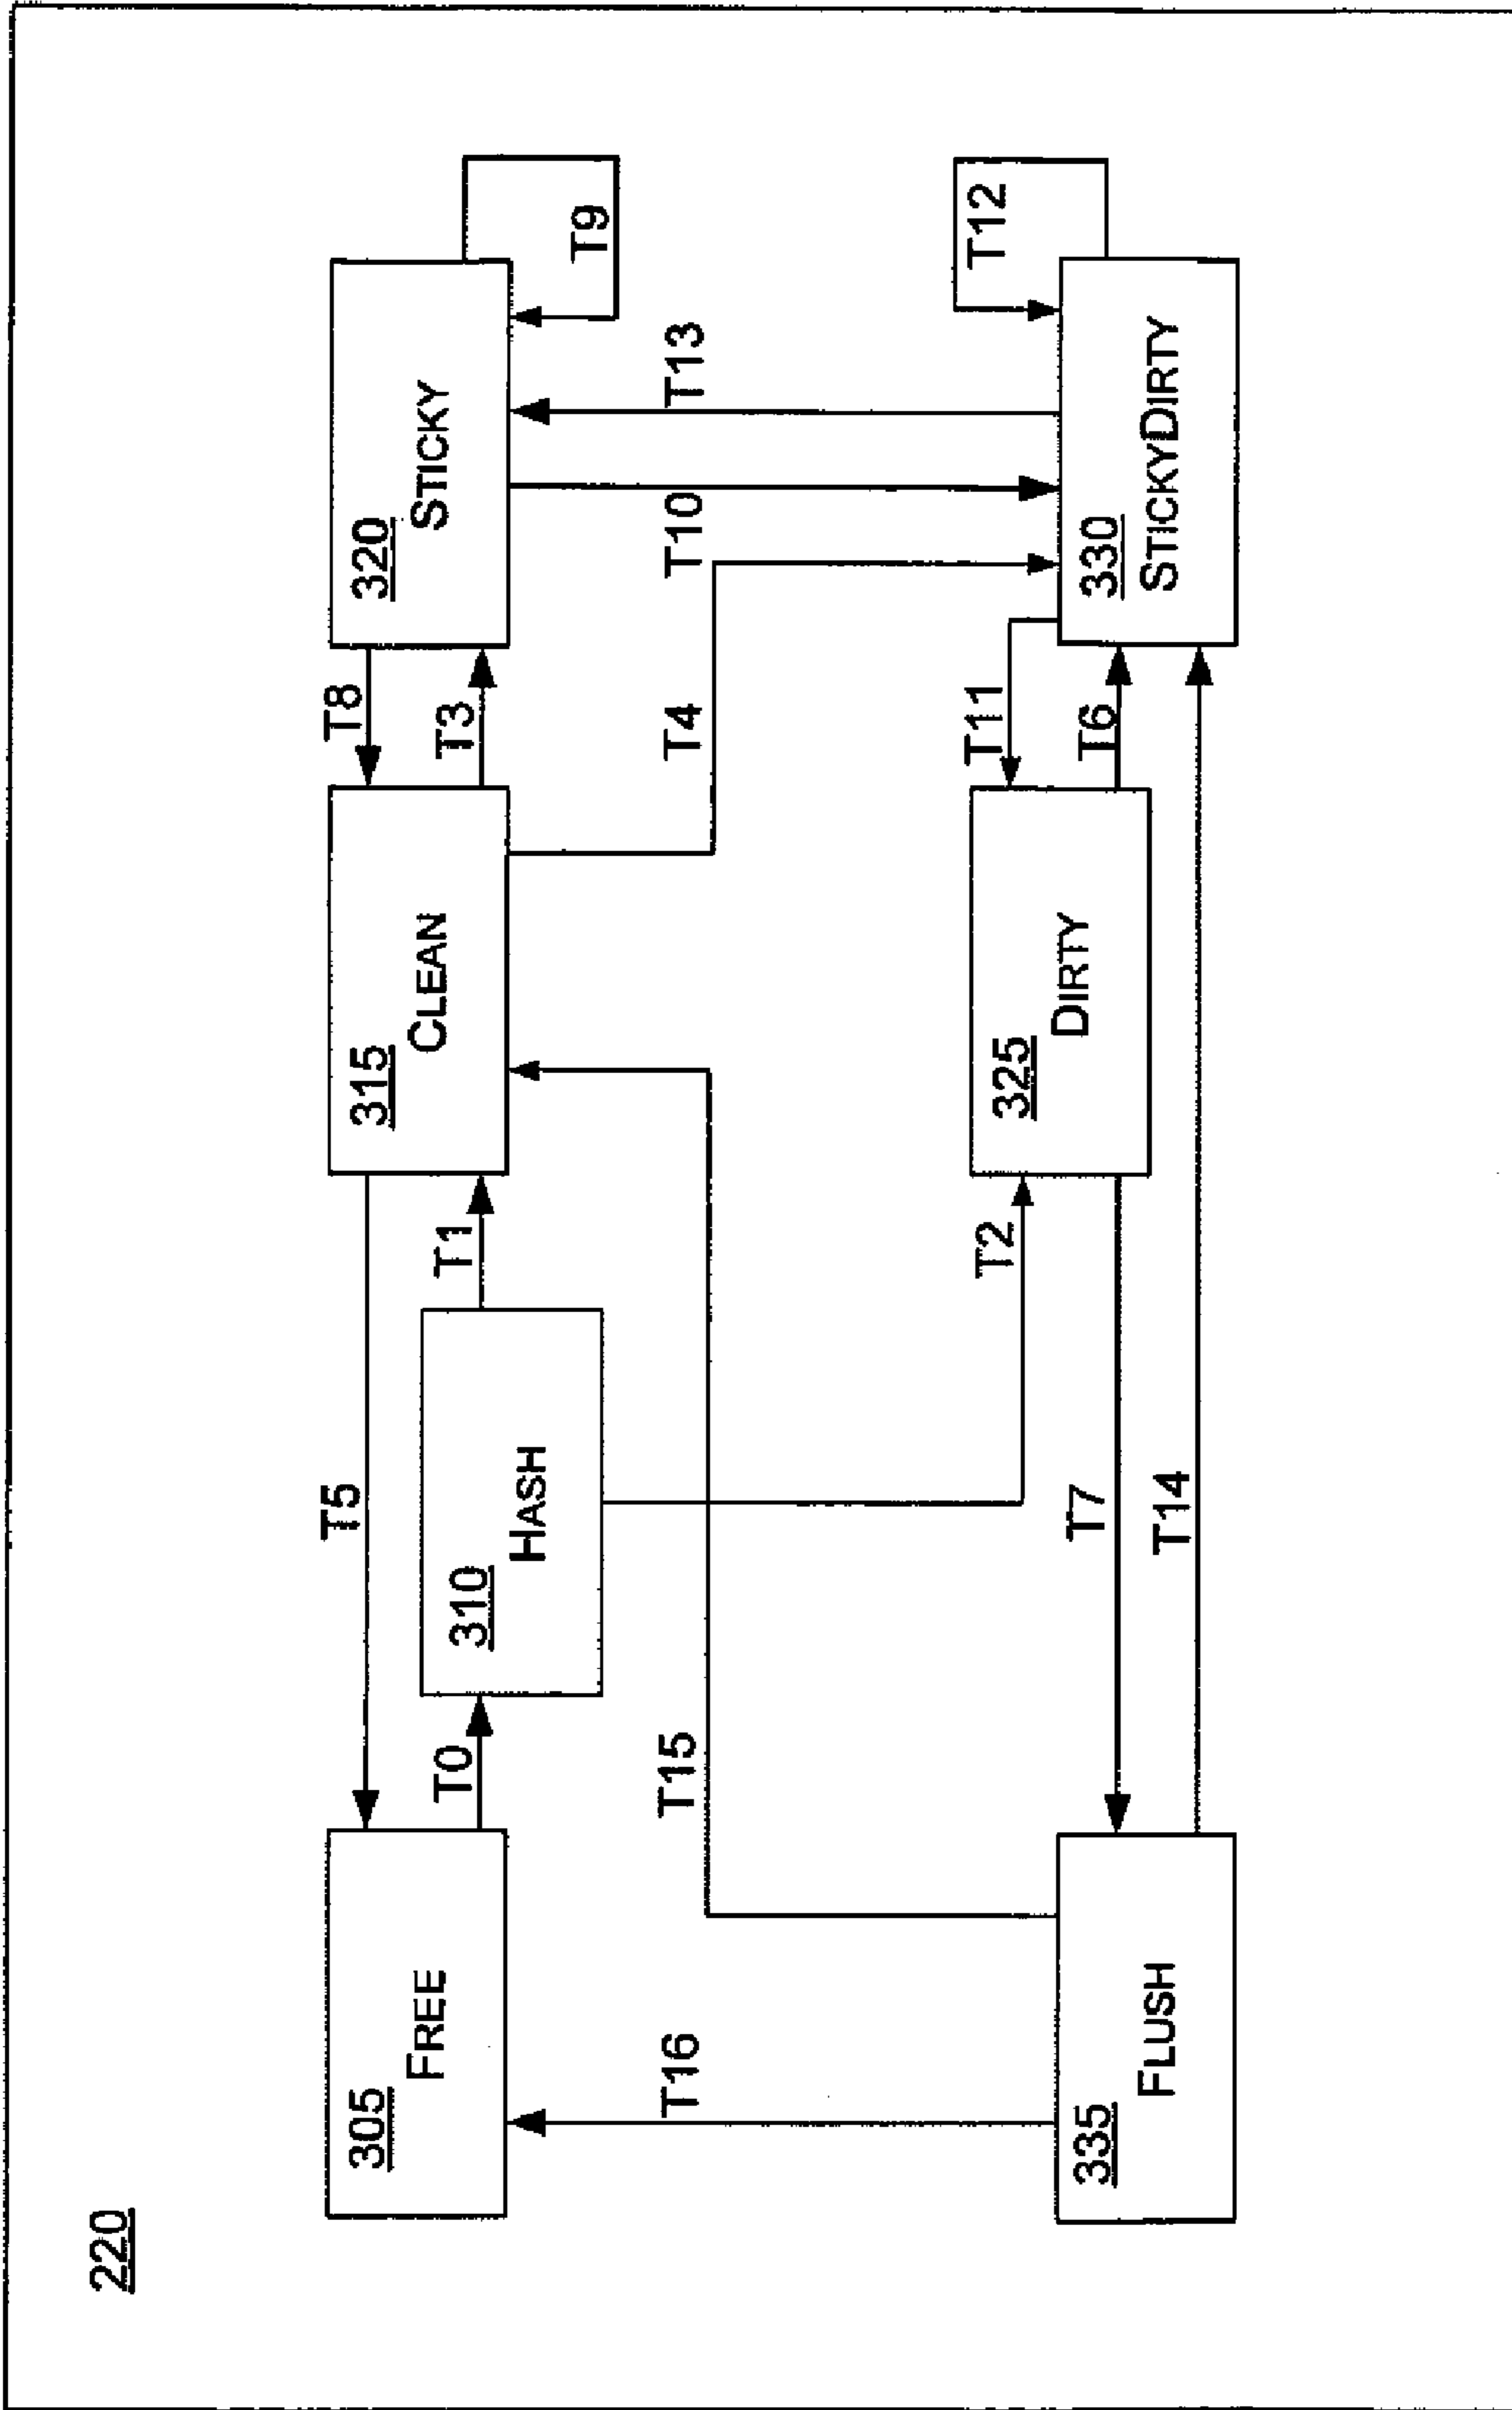 220
305
FREE
T5
T0
310
HASH
T1
315
CLEAN
T8
T3
320
STICKY
T9
T16
T15
T4
T10
T13
335
FLUSH
T7
T14
T2
325
DIRTY
T11
T6
330
STICKYDIRTY
T12